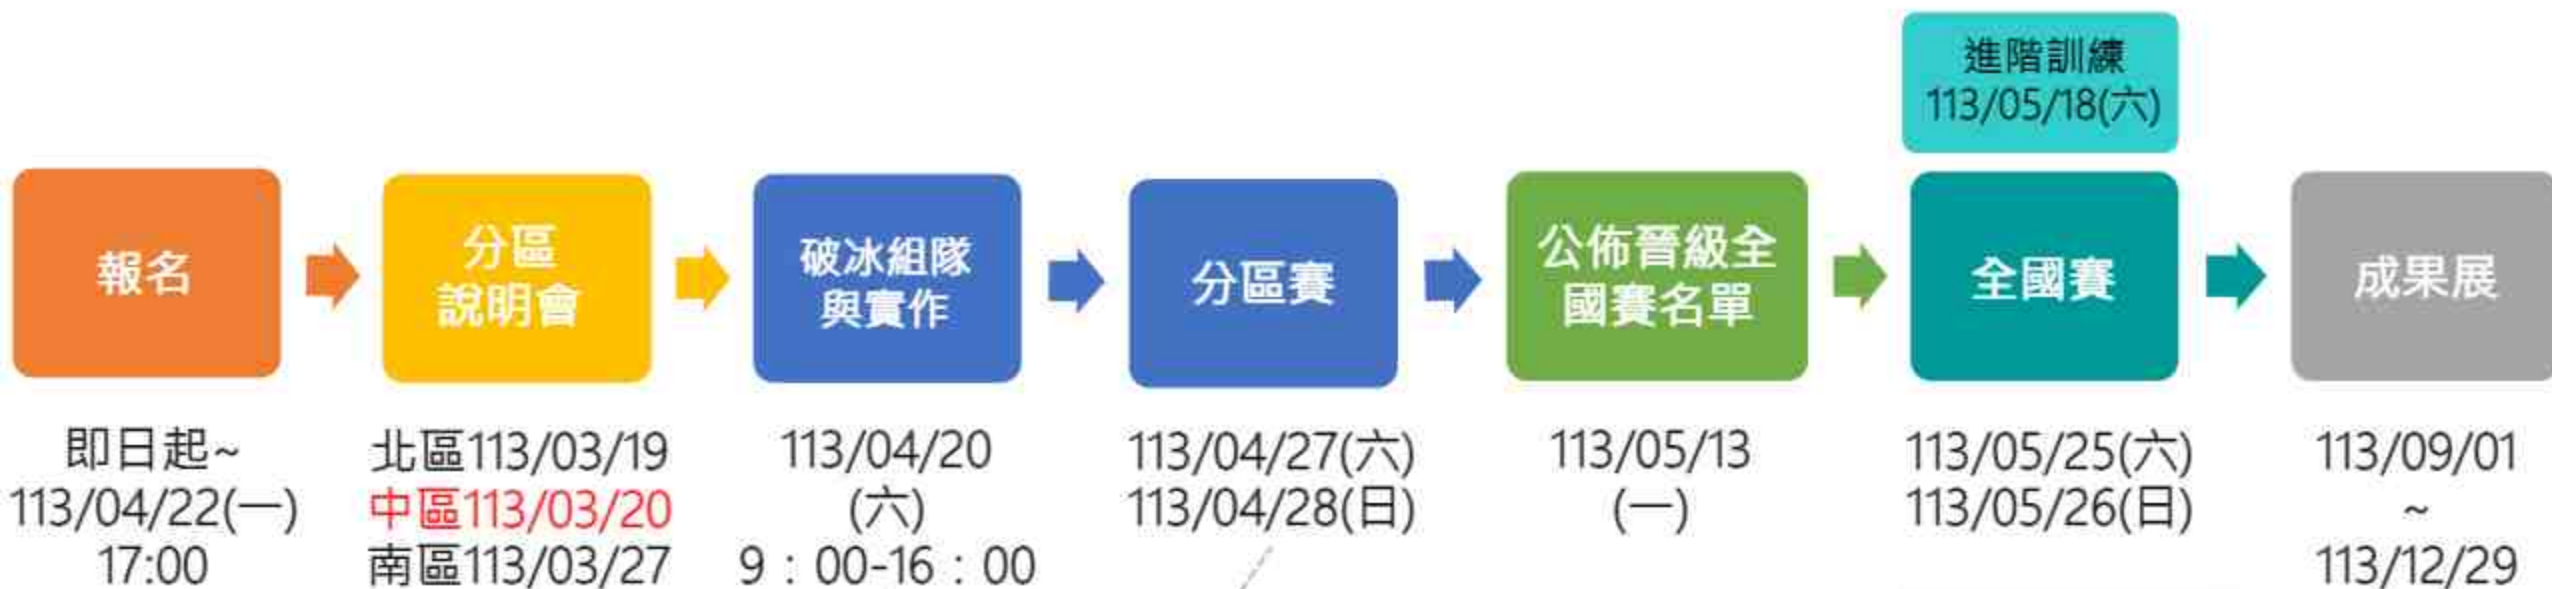 進階訓練
113/05/18(六)
報名
分區
說明會
破冰組隊
與實作
分區賽
公佈晉級全
國賽名單
全國賽
成果展
即日起~
113/04/22(一)
17:00
北區113/03/19
中區113/03/20
南區113/03/27
113/04/20
(六)
9：00-16：00
113/04/27(六)
113/04/28(日)
113/05/13
(一)
113/05/25(六)
113/05/26(日)
113/09/01
~
113/12/29